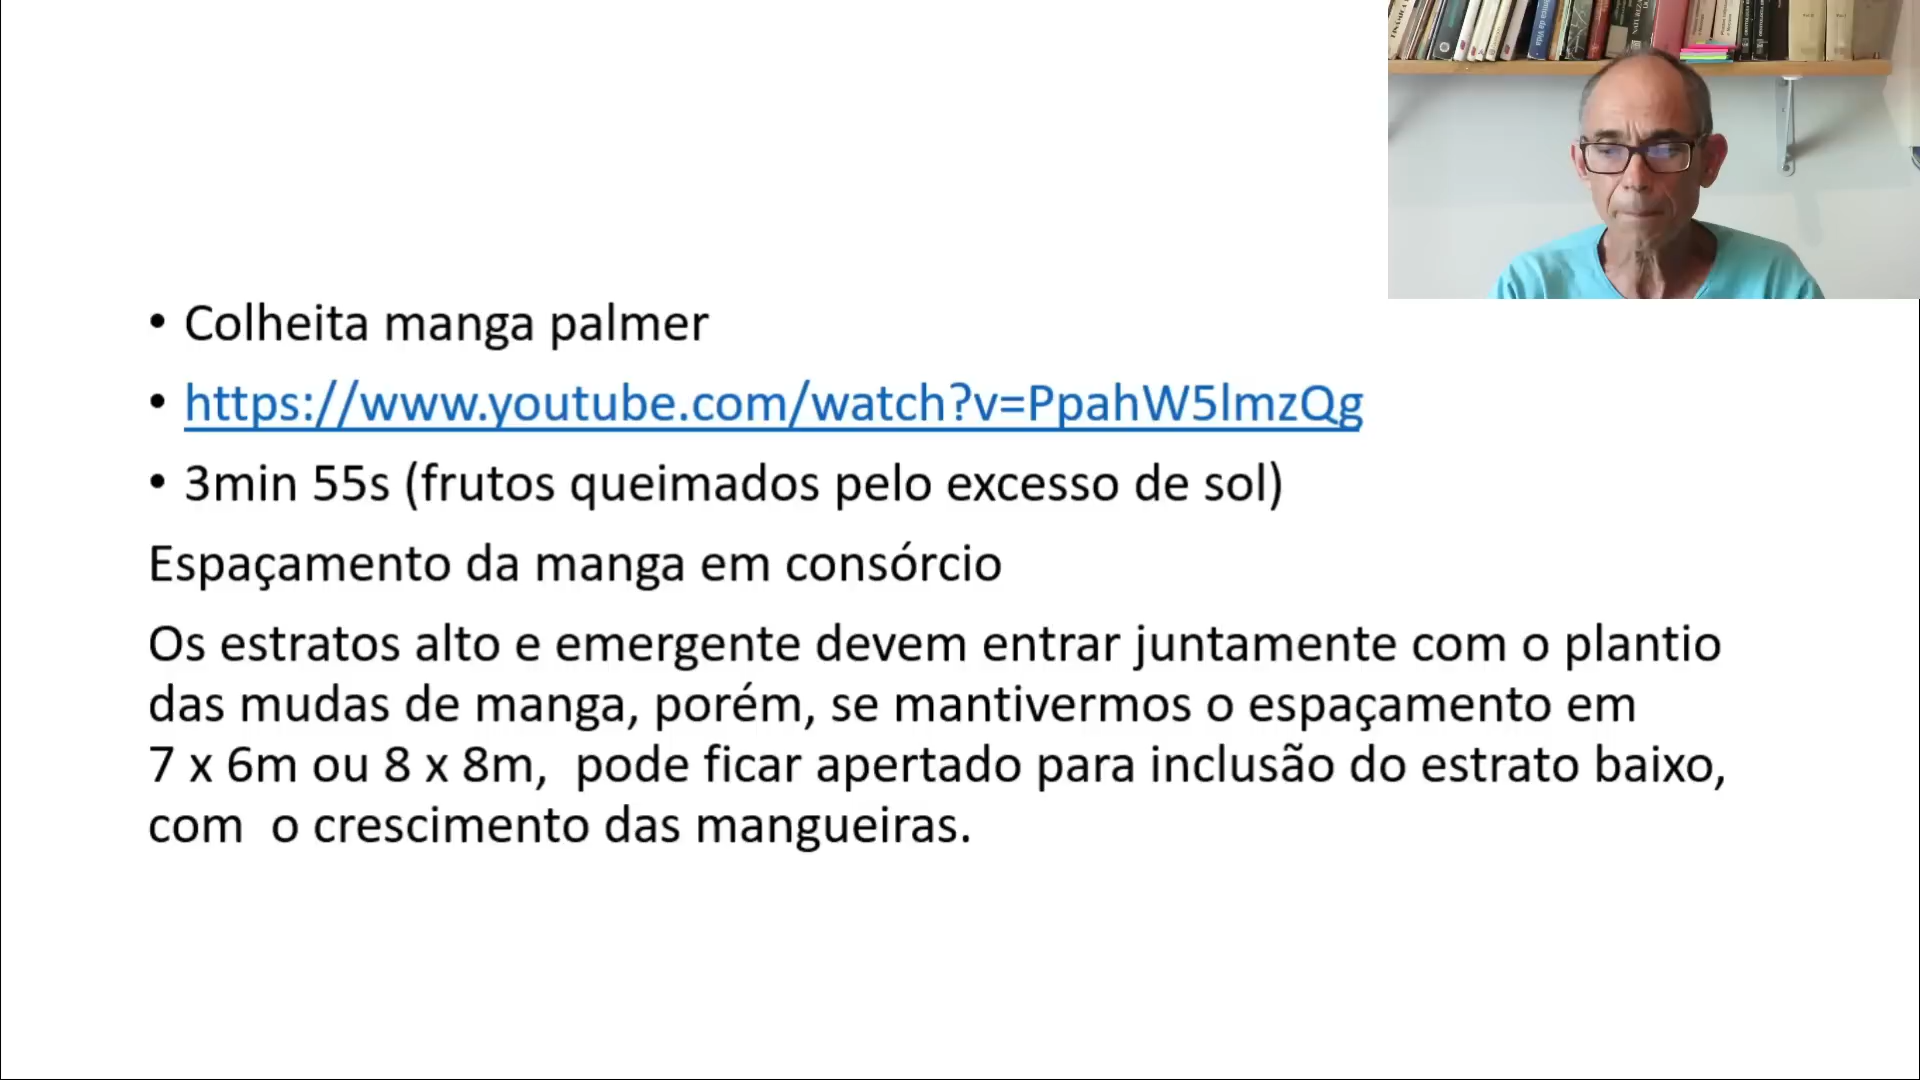 • Colheita manga palmer
• https://www.youtube.com/watch?v=PpahW5lmzQg
• 3min 55s (frutos queimados pelo excesso de sol)
Espaçamento da manga em consórcio
Os estratos alto e emergente devem entrar juntamente com o plantio
das mudas de manga, porém, se mantivermos o espaçamento em
7 x 6m ou 8 x 8m,  pode ficar apertado para inclusão do estrato baixo,
com  o crescimento das mangueiras.